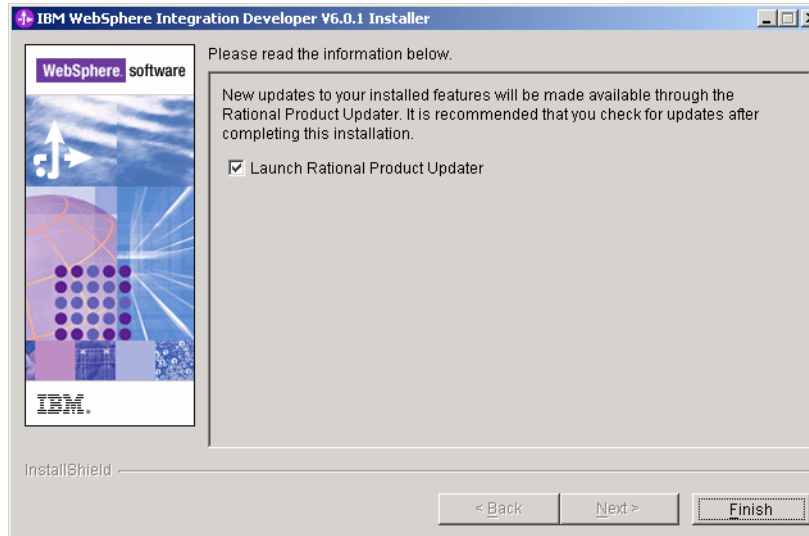 IBM WebSphere Integration Developer V6.0.1 Installer
WebSphere. software
Please read the information below.
New updates to your installed features will be made available through the
Rational Product Updater. It is recommended that you check for updates after
completing this installation.
Launch Rational Product Updater
IBM.
InstallShield
< Back
Next >
Finish